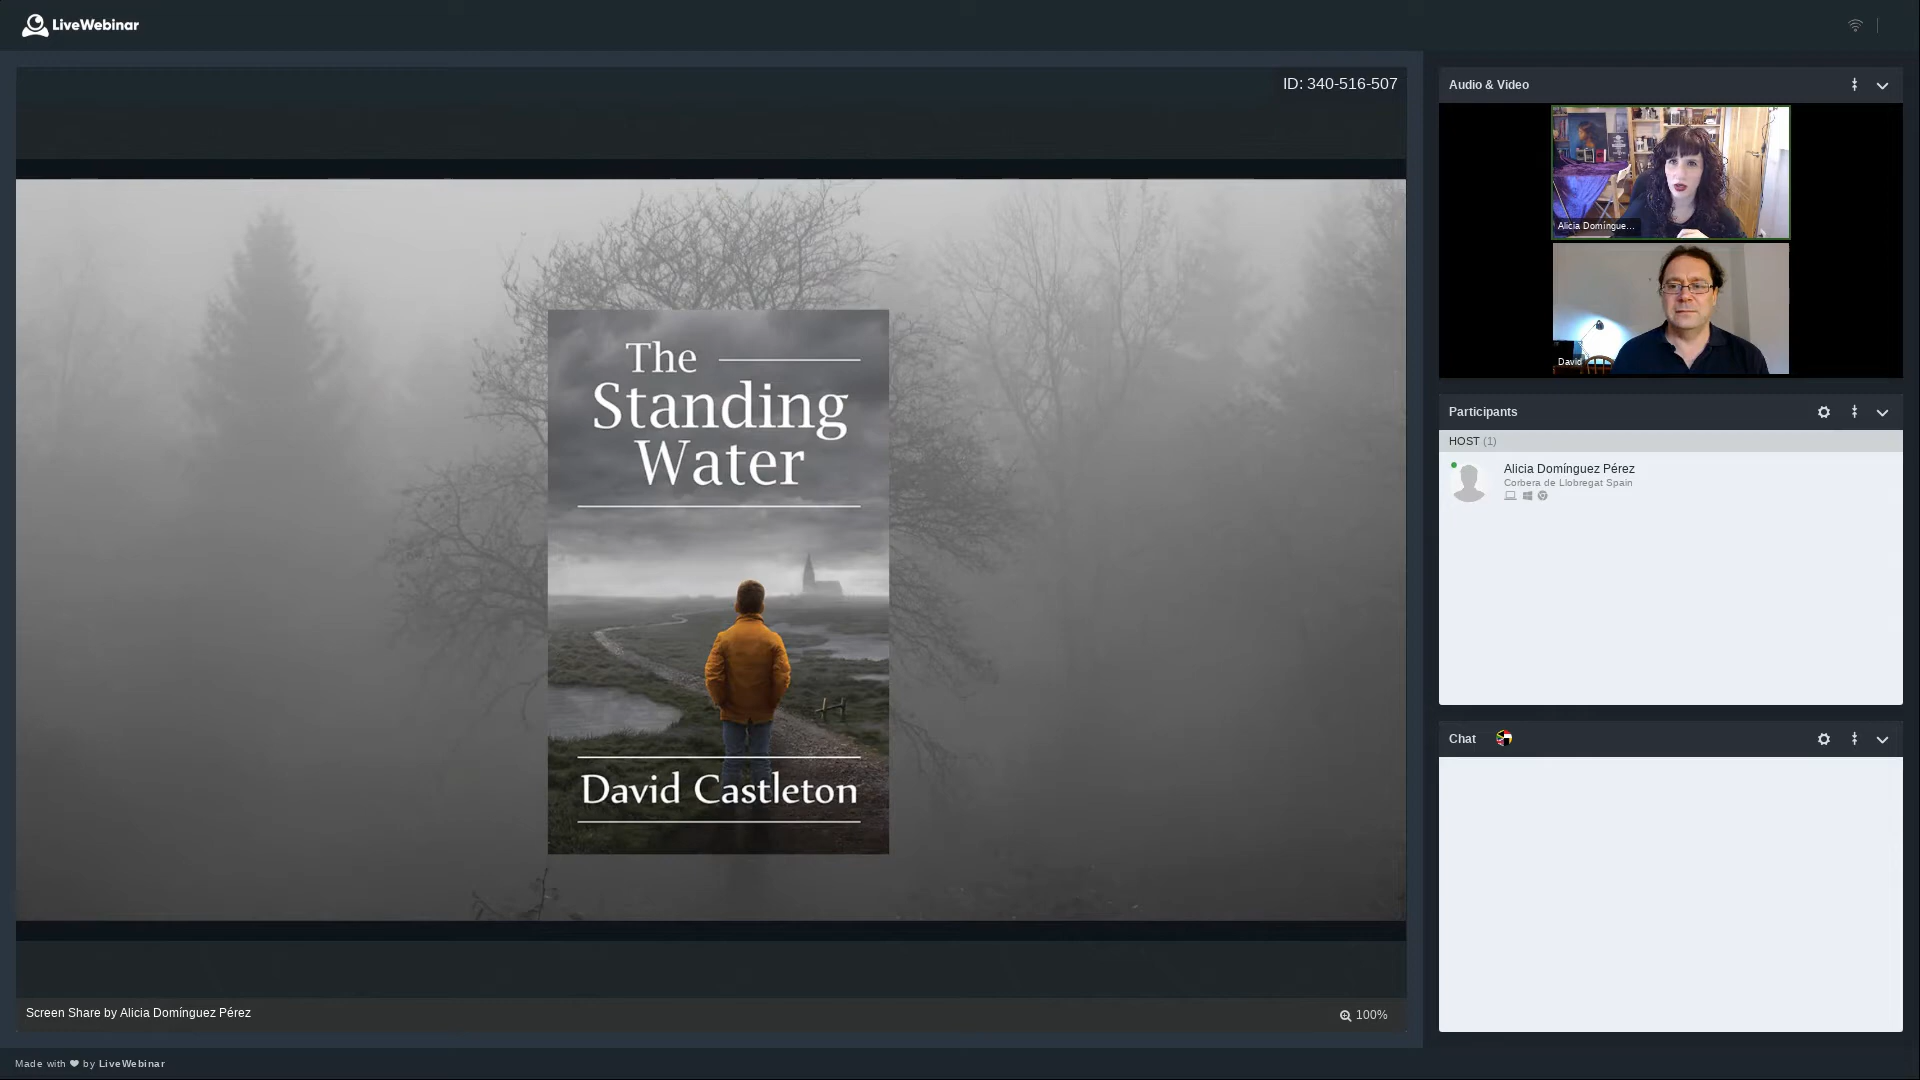 LiveWebinar
ID: 340-516-507
The
Standing
Water
David Castleton
Screen Share by Alicia Domínguez Pérez
100%
Audio & Video
Alicia Domíngue...
David
Participants
HOST (1)
Alicia Domínguez Pérez
Corbera de Llobregat Spain
Chat
Made with ❤ by LiveWebinar